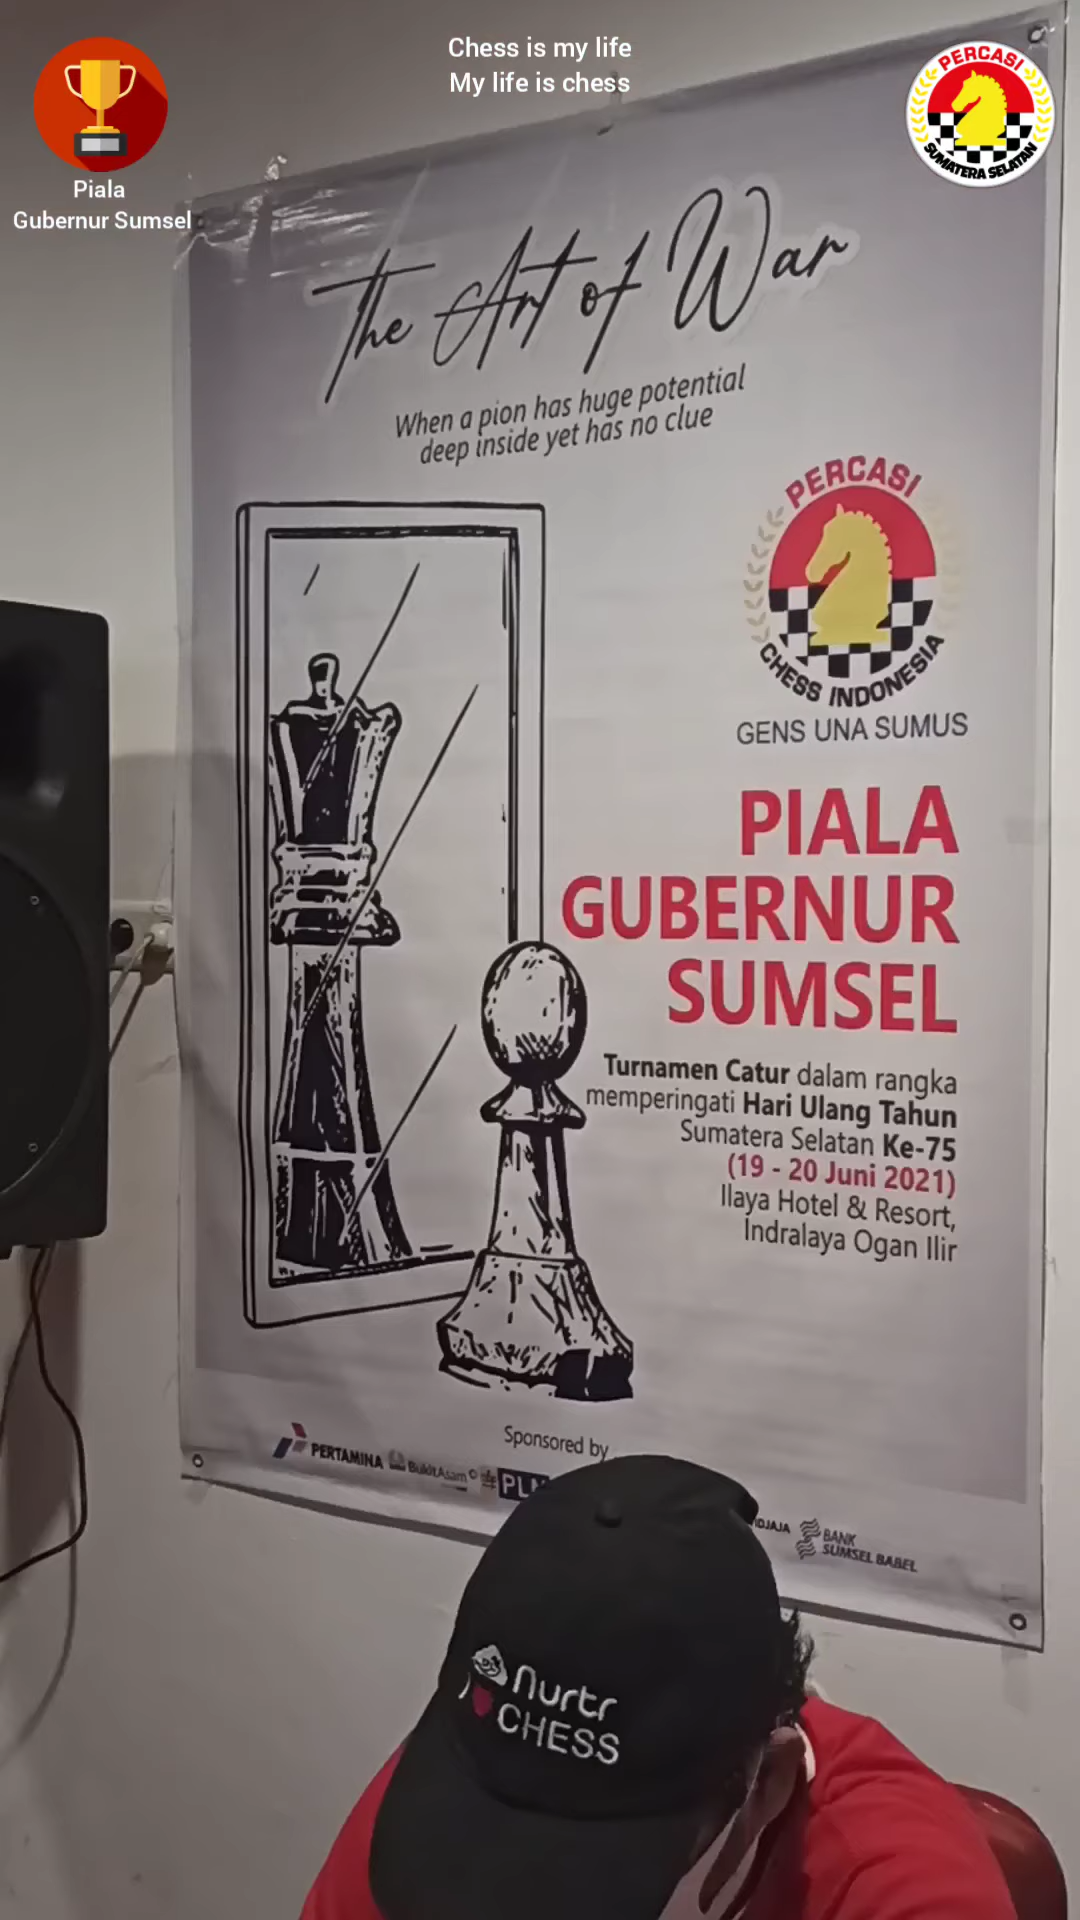 Chess is my life
My life is chess
Piala
Gubernur Sumsel
PERCASI
SUMATERA SELATAN
The Art of War
When a pion has huge potential
deep inside yet has no clue
PERCASI
CHESS INDONESIA
GENS UNA SUMUS
PIALA
GUBERNUR
SUMSEL
Turnamen Catur dalam rangka
memperingati Hari Ulang Tahun
Sumatera Selatan Ke-75
(19 - 20 Juni 2021)
Ilaya Hotel & Resort,
Indralaya Ogan Ilir
Sponsored by
PERTAMINA
BukitAsam
BANK
SUMSEL BABEL
Nurtr
CHESS